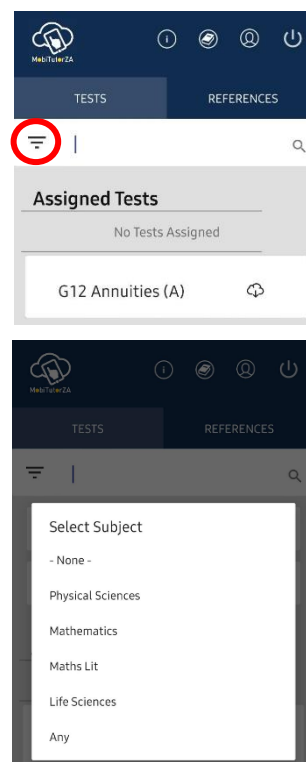 MobiTutorZA
TESTS
REFERENCES
Assigned Tests
No Tests Assigned
G12 Annuities (A)
MobiTutorZA
TESTS
REFERENCES
Select Subject
- None -
Physical Sciences
Mathematics
Maths Lit
Life Sciences
Any